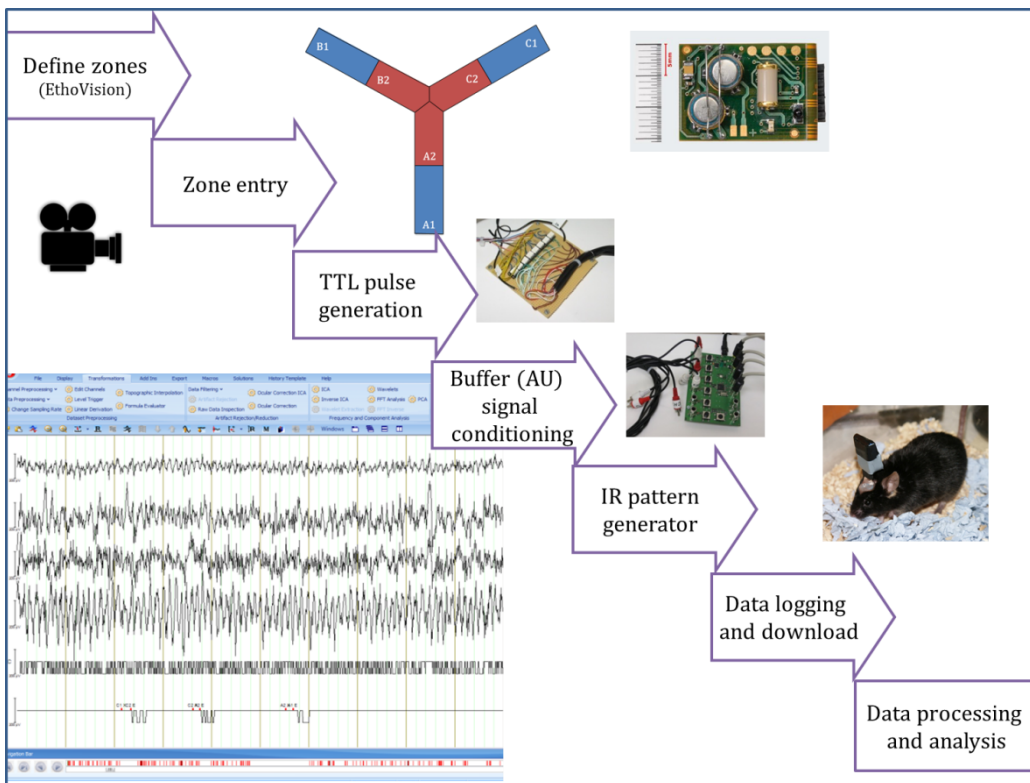 Define zones
(EthoVision)
B1
B2
C1
C2
A2
A1
5mm
Zone entry
TTL pulse
generation
Buffer (AU)
signal
conditioning
IR pattern
generator
Data logging
and download
Data processing
and analysis
File Display Transformations Add Ins Export Macros Solutions History Template Help
Edit Channels
Level Trigger
Change Sampling Rate
Linear Derivation
Topographic Interpolation
Formula Evaluator
Data Filtering
Raw Data Inspection
Ocular Correction ICA
Ocular Correction
ICA
Inverse ICA
Wavelets
FFT Analysis
PCA
Dataset Preprocessing
Artifact Rejection/Reduction
Frequency and Component Analysis
Windows